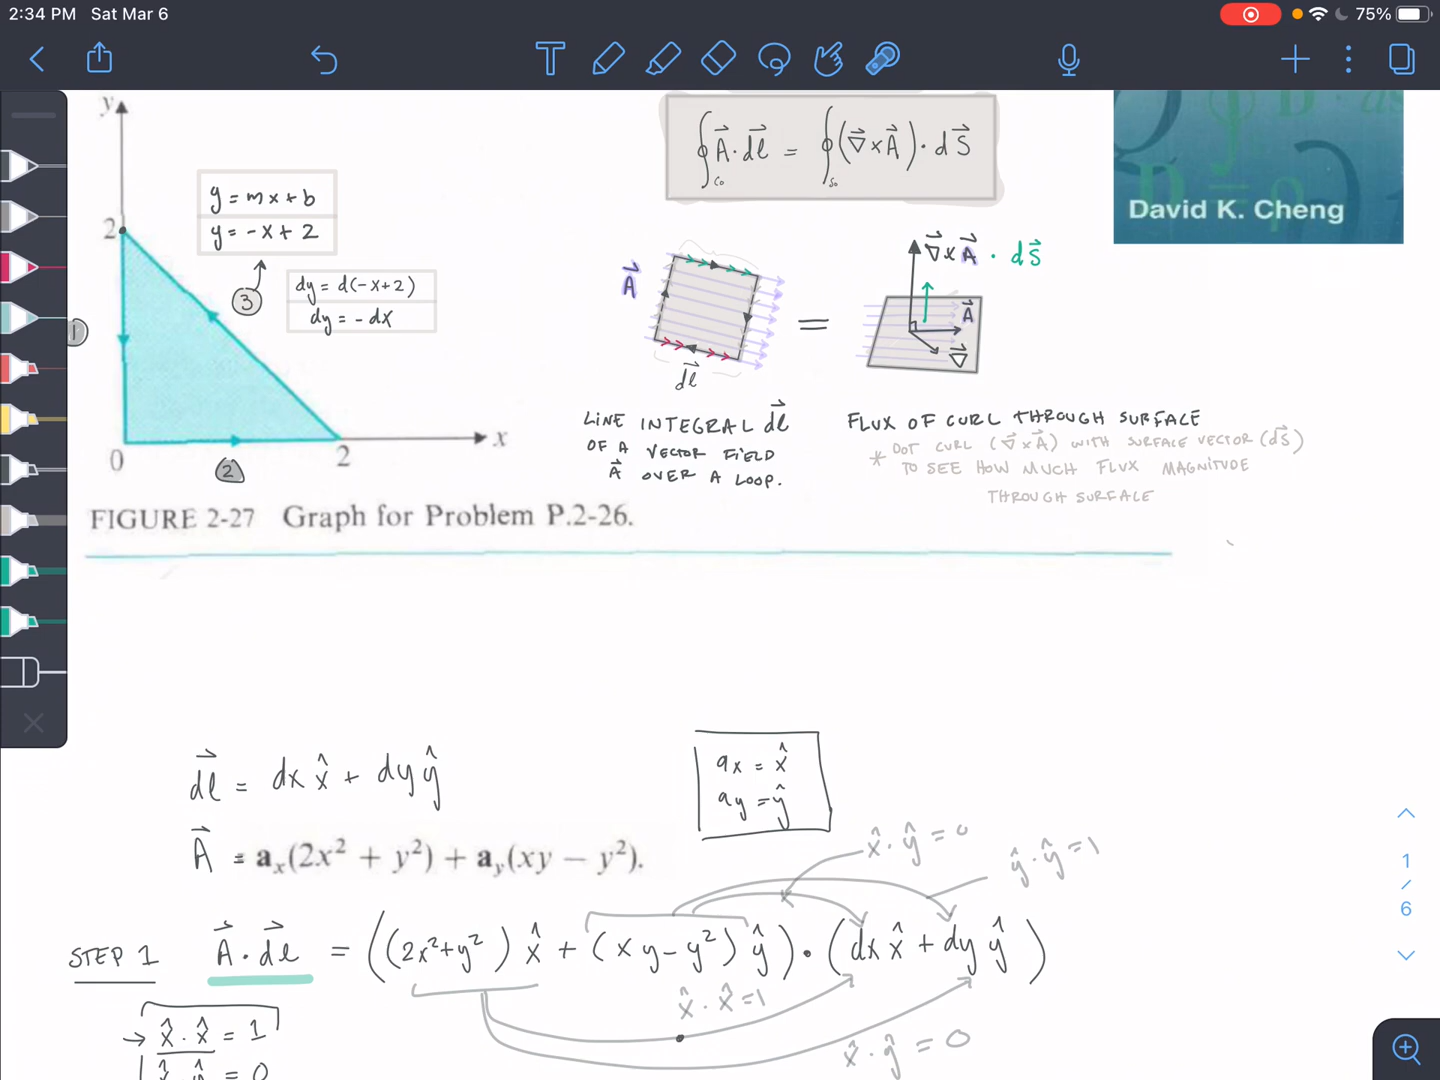 2:34 PM Sat Mar 6
75%
T
David K. Cheng
∮A⃗·dl⃗ = ∮(∇⃗×A⃗)·dS⃗
C₀ S₀
y
2
y = mx + b
y = -x + 2
3
dy = d(-x+2)
dy = -dx
1
0
2
2
x
A⃗
dl⃗
=
∇⃗×A⃗ · dS⃗
A⃗
∇⃗
LINE INTEGRAL dl⃗
OF A VECTOR FIELD
A⃗ OVER A LOOP.
FLUX OF CURL THROUGH SURFACE
* DOT CURL (∇⃗×A⃗) WITH SURFACE VECTOR (dS⃗)
TO SEE HOW MUCH FLUX MAGNITUDE
THROUGH SURFACE
FIGURE 2-27 Graph for Problem P.2-26.
dl⃗ = dx x̂ + dy ŷ
ax = x̂
ay = ŷ
A⃗ = aₓ(2x² + y²) + aᵧ(xy − y²).
x̂·ŷ = 0
ŷ·ŷ = 1
STEP 1 A⃗·dl⃗ = ((2x²+y²) x̂ + (xy-y²) ŷ)·(dx x̂ + dy ŷ)
x̂·x̂ = 1
→ x̂·x̂ = 1
x̂·ŷ = 0
= 0
1
/
6